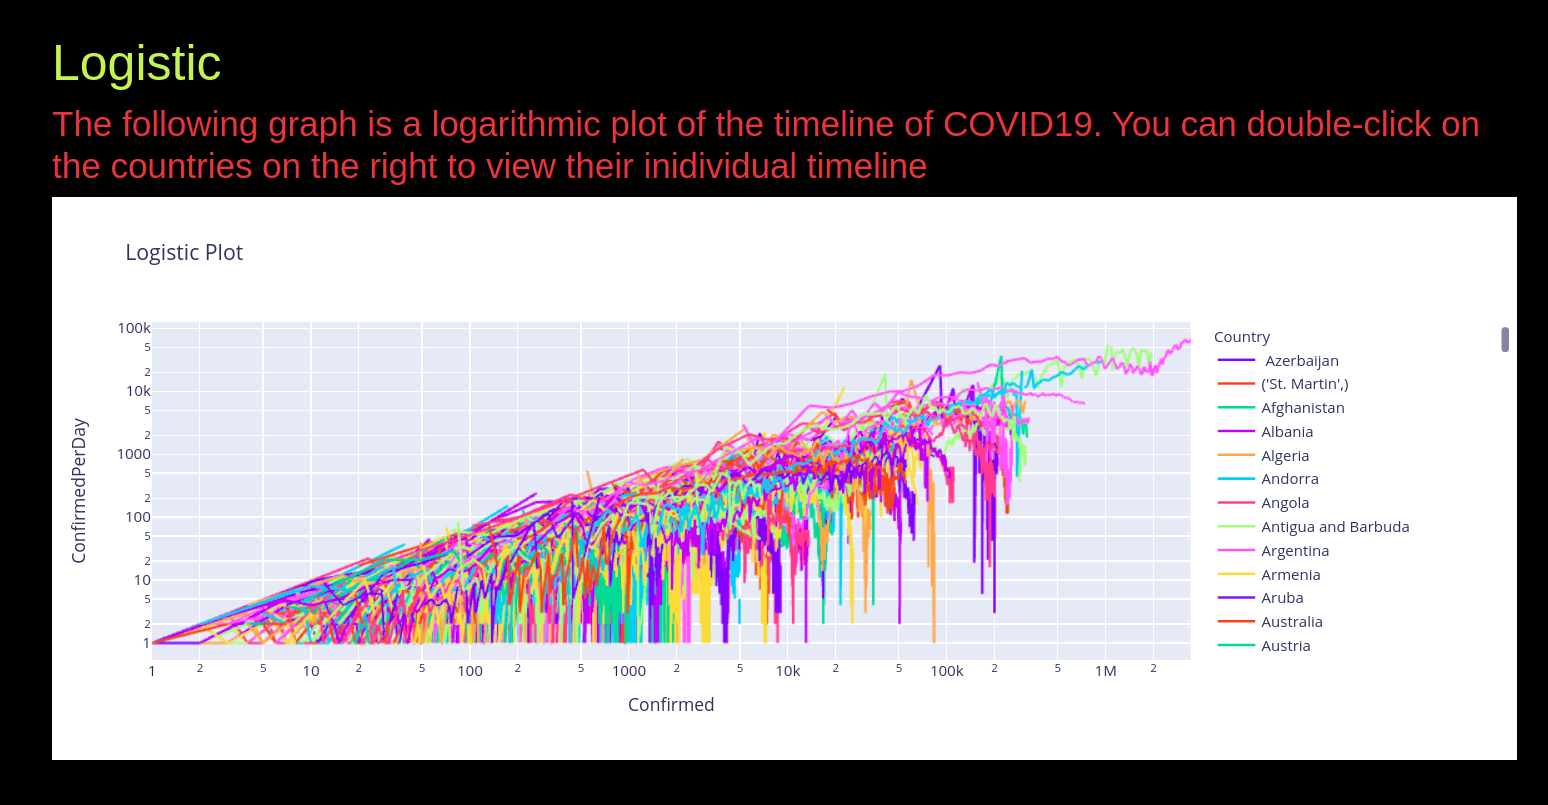 Logistic
The following graph is a logarithmic plot of the timeline of COVID19. You can double-click on
the countries on the right to view their inidividual timeline
Logistic Plot
100k
5
2
10k
5
2
1000
5
2
100
5
2
10
5
2
1
ConfirmedPerDay
1 2 5 10 2 5 100 2 5 1000 2 5 10k 2 5 100k 2 5 1M 2
Confirmed
Country
Azerbaijan
('St. Martin',)
Afghanistan
Albania
Algeria
Andorra
Angola
Antigua and Barbuda
Argentina
Armenia
Aruba
Australia
Austria